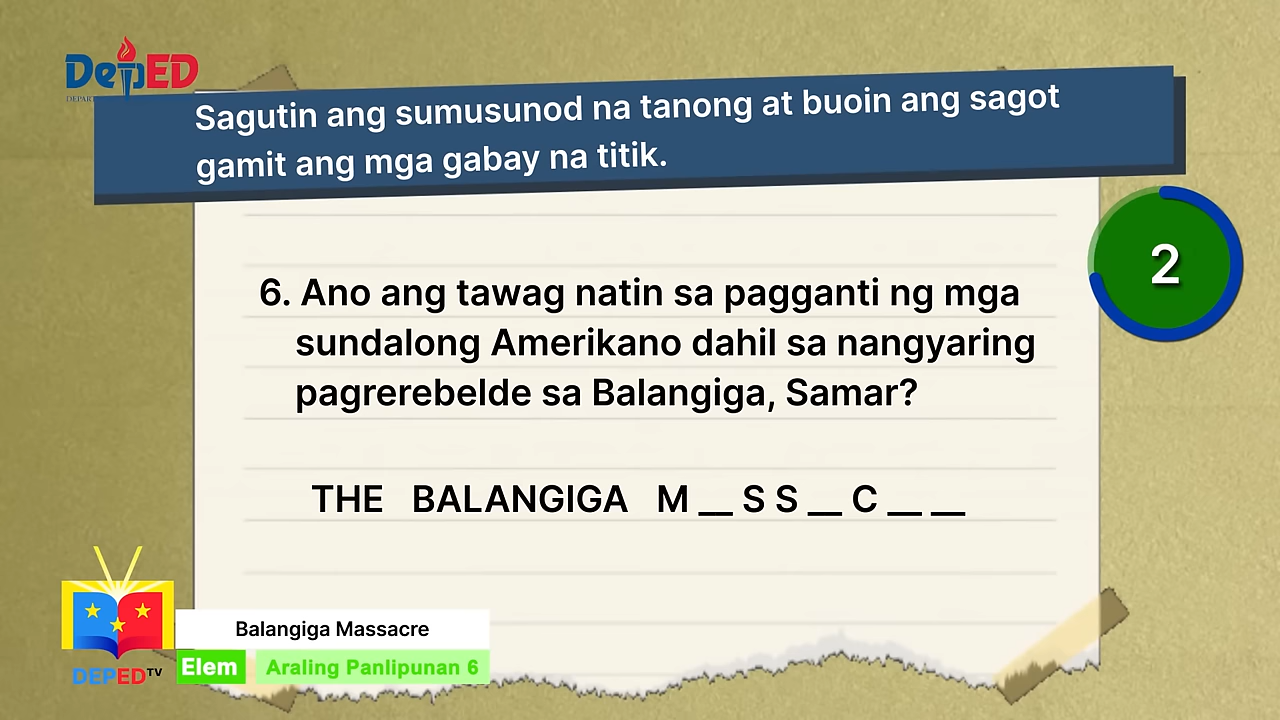 DepED
Sagutin ang sumusunod na tanong at buoin ang sagot
gamit ang mga gabay na titik.
2
6. Ano ang tawag natin sa pagganti ng mga
sundalong Amerikano dahil sa nangyaring
pagrerebelde sa Balangiga, Samar?
THE BALANGIGA M __ S S __ C __ __
Balangiga Massacre
DEPED TV
Elem Araling Panlipunan 6